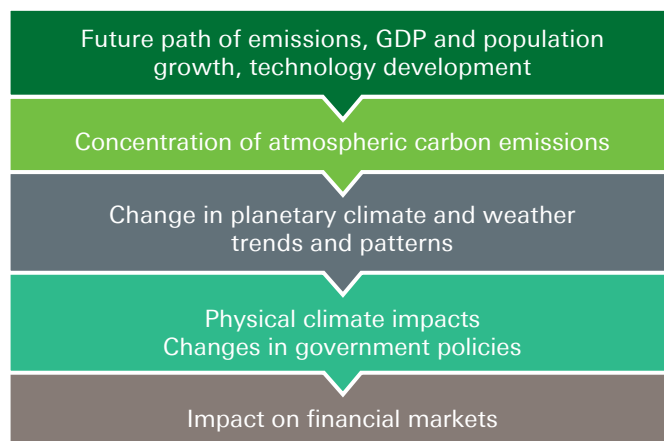 Future path of emissions, GDP and population
growth, technology development
Concentration of atmospheric carbon emissions
Change in planetary climate and weather
trends and patterns
Physical climate impacts
Changes in government policies
Impact on financial markets